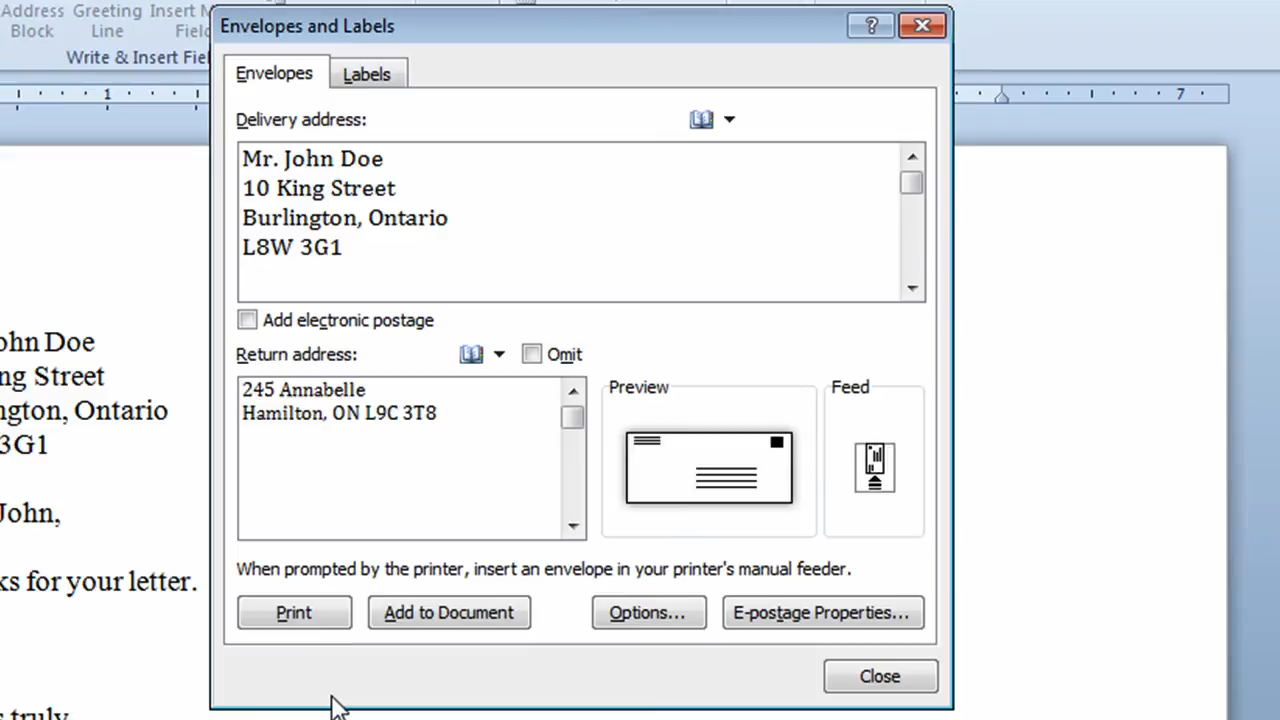 Address Greeting Insert M
Block Line Field
Write & Insert Fiel
Envelopes and Labels
?
Envelopes Labels
1
7
Delivery address:
Mr. John Doe
10 King Street
Burlington, Ontario
L8W 3G1
Add electronic postage
Return address:
Omit
245 Annabelle
Hamilton, ON L9C 3T8
Preview
Feed
When prompted by the printer, insert an envelope in your printer's manual feeder.
Print
Add to Document
Options...
E-postage Properties...
Close
ohn Doe
ng Street
ngton, Ontario
3G1
John,
ks for your letter.
s truly